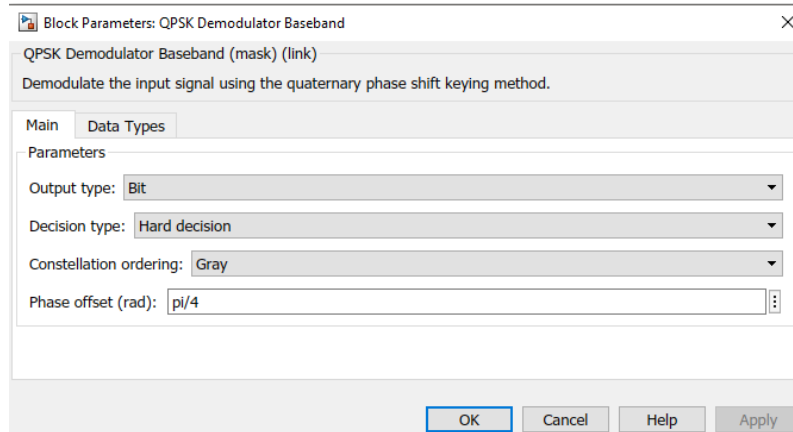 Block Parameters: QPSK Demodulator Baseband
QPSK Demodulator Baseband (mask) (link)
Demodulate the input signal using the quaternary phase shift keying method.
Main Data Types
Parameters
Output type: Bit
Decision type: Hard decision
Constellation ordering: Gray
Phase offset (rad): pi/4
OK Cancel Help Apply